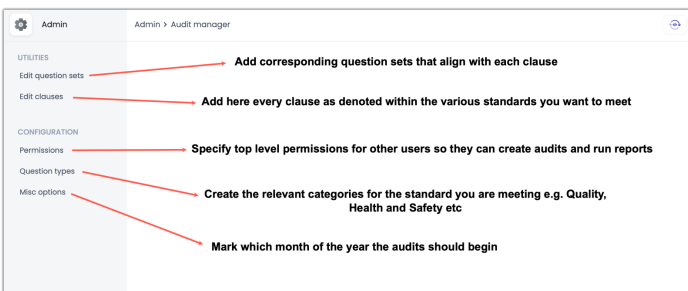 Admin
Admin > Audit manager
UTILITIES
Edit question sets
Add corresponding question sets that align with each clause
Edit clauses
Add here every clause as denoted within the various standards you want to meet
CONFIGURATION
Permissions
Specify top level permissions for other users so they can create audits and run reports
Question types
Create the relevant categories for the standard you are meeting e.g. Quality,
Health and Safety etc
Misc options
Mark which month of the year the audits should begin